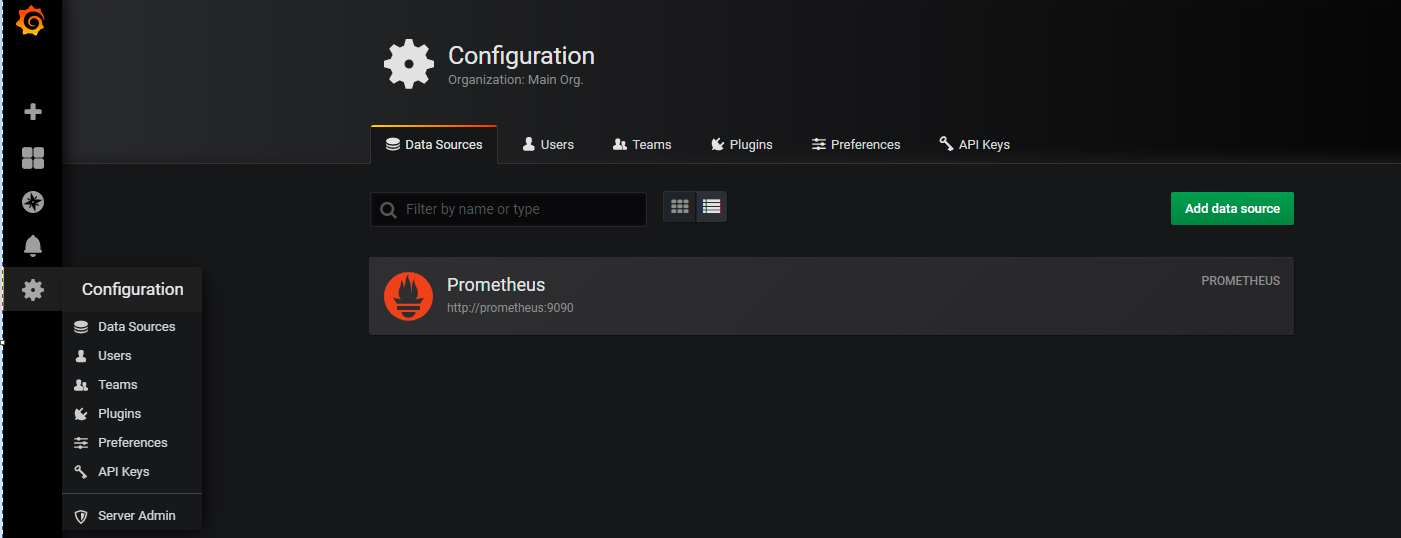 Configuration
Organization: Main Org.
Data Sources
Users
Teams
Plugins
Preferences
API Keys
Filter by name or type
Add data source
Prometheus
PROMETHEUS
http://prometheus:9090
Configuration
Data Sources
Users
Teams
Plugins
Preferences
API Keys
Server Admin